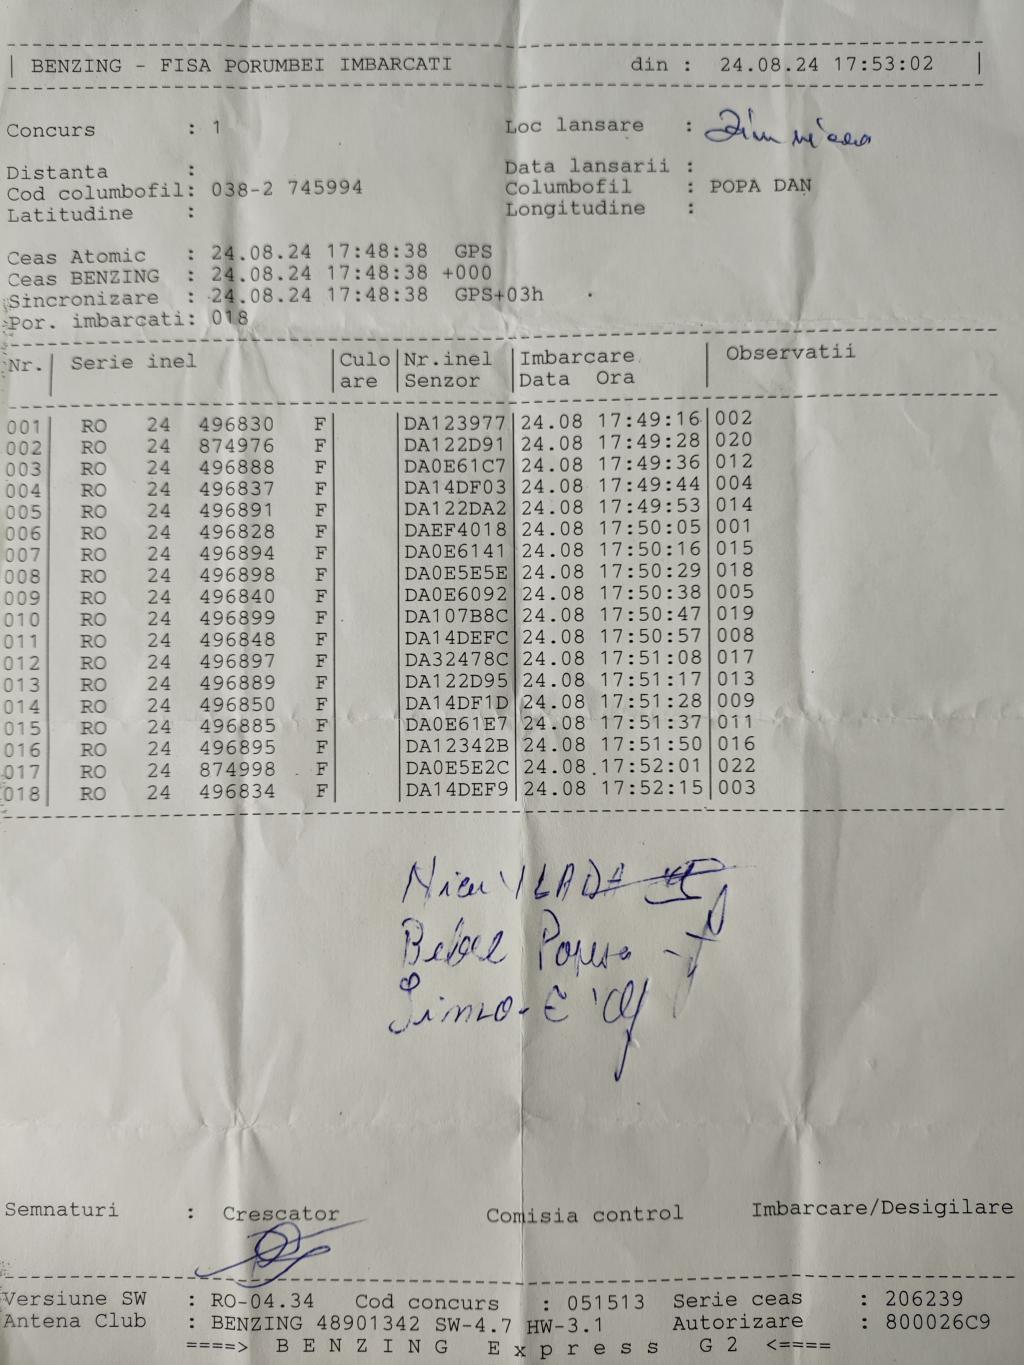 BENZING - FISA PORUMBEI IMBARCATI din : 24.08.24 17:53:02
Concurs : 1 Loc lansare : Zimnicea
Distanta : Data lansarii :
Cod columbofil: 038-2 745994 Columbofil : POPA DAN
Latitudine : Longitudine :
Ceas Atomic : 24.08.24 17:48:38 GPS
Ceas BENZING : 24.08.24 17:48:38 +000
Sincronizare : 24.08.24 17:48:38 GPS+03h
Por. imbarcati: 018
Nr. Serie inel Culo Nr.inel Imbarcare Observatii
are Senzor Data Ora
001 RO 24 496830 F DA123977 24.08 17:49:16 002
002 RO 24 874976 F DA122D91 24.08 17:49:28 020
003 RO 24 496888 F DA0E61C7 24.08 17:49:36 012
004 RO 24 496837 F DA14DF03 24.08 17:49:44 004
005 RO 24 496891 F DA122DA2 24.08 17:49:53 014
006 RO 24 496828 F DAEF4018 24.08 17:50:05 001
007 RO 24 496894 F DA0E6141 24.08 17:50:16 015
008 RO 24 496898 F DA0E5E5E 24.08 17:50:29 018
009 RO 24 496840 F DA0E6092 24.08 17:50:38 005
010 RO 24 496899 F DA107B8C 24.08 17:50:47 019
011 RO 24 496848 F DA14DEFC 24.08 17:50:57 008
012 RO 24 496897 F DA32478C 24.08 17:51:08 017
013 RO 24 496889 F DA122D95 24.08 17:51:17 013
014 RO 24 496850 F DA14DF1D 24.08 17:51:28 009
015 RO 24 496885 F DA0E61E7 24.08 17:51:37 011
016 RO 24 496895 F DA12342B 24.08 17:51:50 016
017 RO 24 874998 F DA0E5E2C 24.08 17:52:01 022
018 RO 24 496834 F DA14DEF9 24.08 17:52:15 003
Nicu VLADA
Popescu
Semnaturi : Crescator Comisia control Imbarcare/Desigilare
Versiune SW : RO-04.34 Cod concurs : 051513 Serie ceas : 206239
Antena Club : BENZING 48901342 SW-4.7 HW-3.1 Autorizare : 800026C9
====> B E N Z I N G E x p r e s s G 2 <====